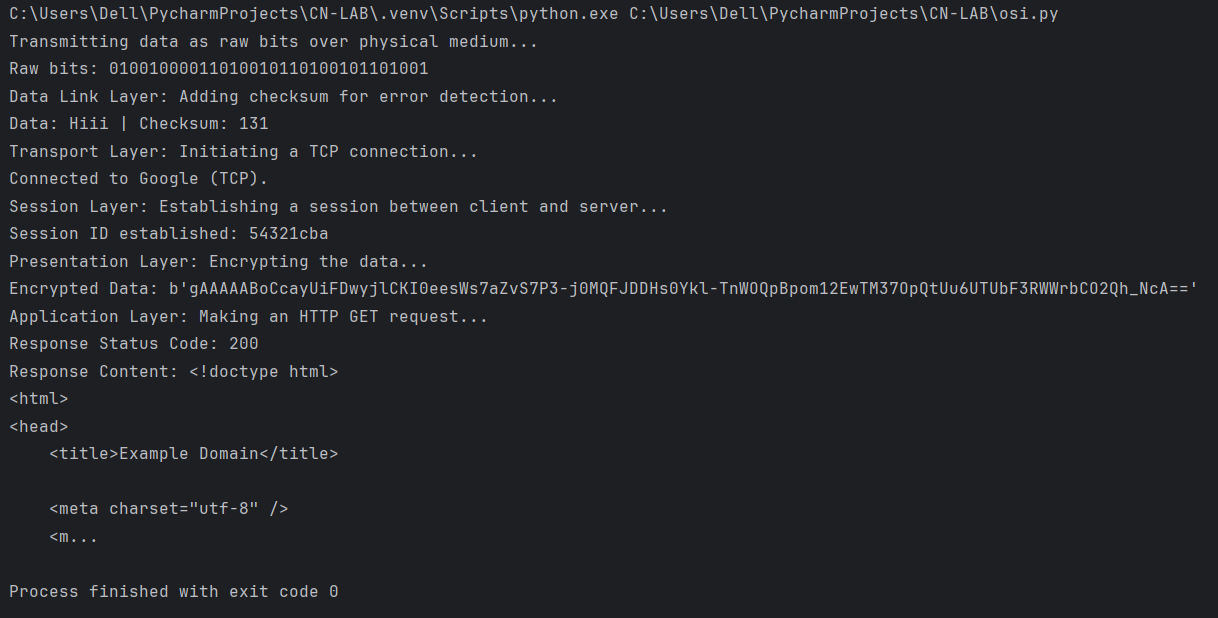 C:\Users\Dell\PycharmProjects\CN-LAB\.venv\Scripts\python.exe C:\Users\Dell\PycharmProjects\CN-LAB\osi.py
Transmitting data as raw bits over physical medium...
Raw bits: 01001000011010010110100101101001
Data Link Layer: Adding checksum for error detection...
Data: Hiii | Checksum: 131
Transport Layer: Initiating a TCP connection...
Connected to Google (TCP).
Session Layer: Establishing a session between client and server...
Session ID established: 54321cba
Presentation Layer: Encrypting the data...
Encrypted Data: b'gAAAAABoCcayUiFDwyjlCKIOeesWs7aZvS7P3-j0MQFJDDHs0Ykl-TnWOQpBpom12EwTM37OpQtUu6UTUbF3RWWrbCO2Qh_NcA=='
Application Layer: Making an HTTP GET request...
Response Status Code: 200
Response Content: <!doctype html>
<html>
<head>
    <title>Example Domain</title>
    <meta charset="utf-8" />
    <m...
Process finished with exit code 0